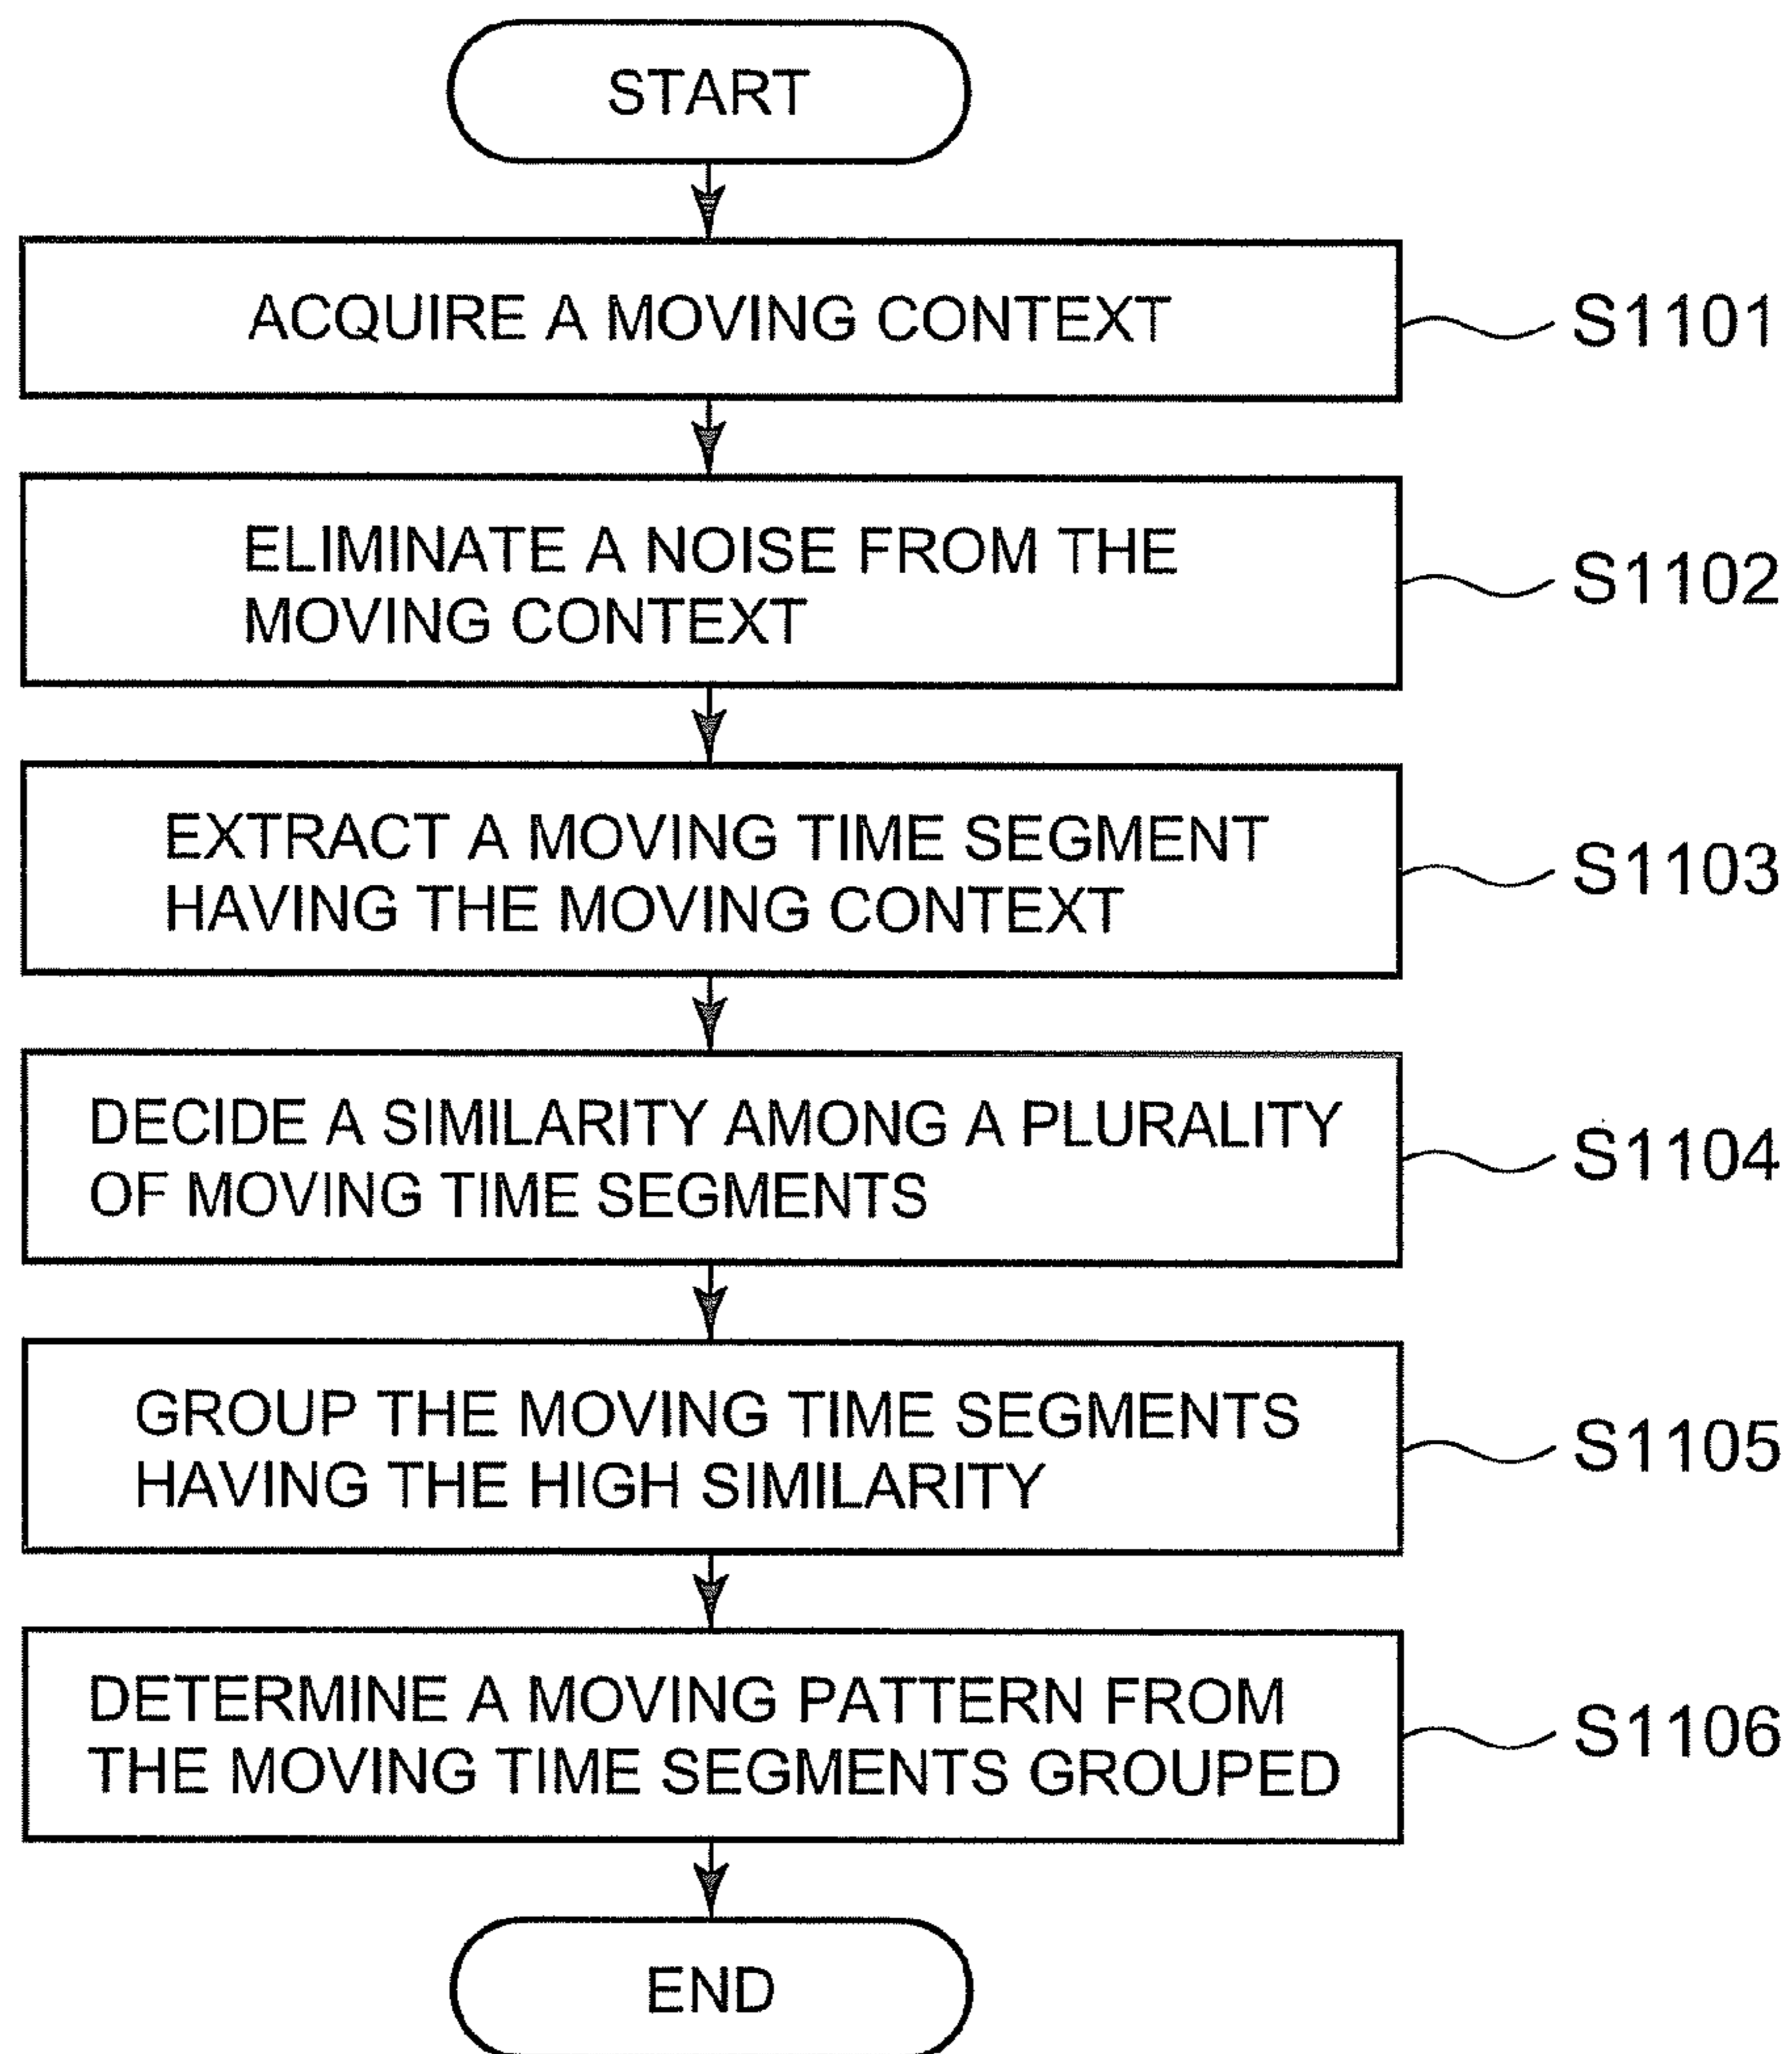 START
ACQUIRE A MOVING CONTEXT
S1101
ELIMINATE A NOISE FROM THE
MOVING CONTEXT
S1102
EXTRACT A MOVING TIME SEGMENT
HAVING THE MOVING CONTEXT
S1103
DECIDE A SIMILARITY AMONG A PLURALITY
OF MOVING TIME SEGMENTS
S1104
GROUP THE MOVING TIME SEGMENTS
HAVING THE HIGH SIMILARITY
S1105
DETERMINE A MOVING PATTERN FROM
THE MOVING TIME SEGMENTS GROUPED
S1106
END